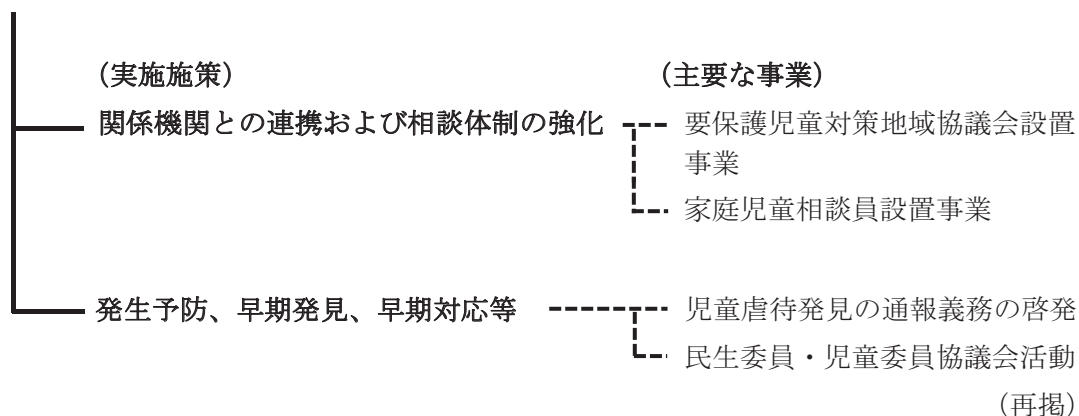 （実施施策）
（主要な事業）
関係機関との連携および相談体制の強化
要保護児童対策地域協議会設置
事業
家庭児童相談員設置事業
発生予防、早期発見、早期対応等
児童虐待発見の通報義務の啓発
民生委員・児童委員協議会活動
（再掲）